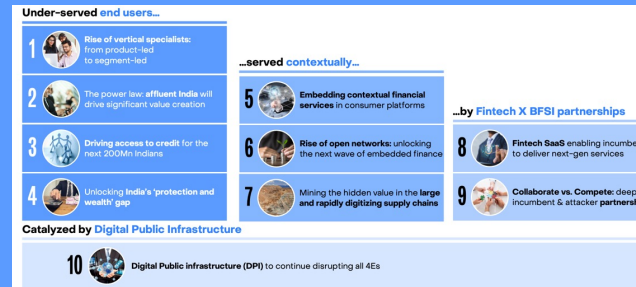 Under-served end users...
1
Rise of vertical specialists:
from product-led
to segment-led
2
The power law: affluent India will
drive significant value creation
3
Driving access to credit for the
next 200Mn Indians
4
Unlocking India's 'protection and
wealth' gap
...served contextually...
5
Embedding contextual financial
services in consumer platforms
6
Rise of open networks: unlocking
the next wave of embedded finance
7
Mining the hidden value in the large
and rapidly digitizing supply chains
...by Fintech X BFSI partnerships
8
Fintech SaaS enabling incumbe
to deliver next-gen services
9
Collaborate vs. Compete: deep
incumbent & attacker partnersh
Catalyzed by Digital Public Infrastructure
10
Digital Public infrastructure (DPI) to continue disrupting all 4Es